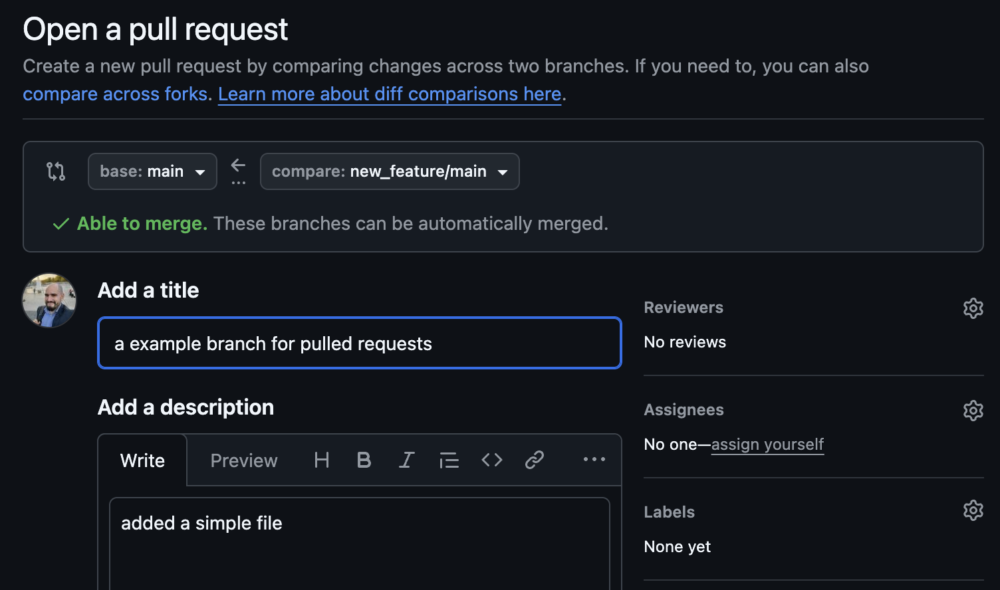 Open a pull request
Create a new pull request by comparing changes across two branches. If you need to, you can also
compare across forks. Learn more about diff comparisons here.
base: main
compare: new_feature/main
Able to merge. These branches can be automatically merged.
Add a title
a example branch for pulled requests
Add a description
Write
Preview
added a simple file
Reviewers
No reviews
Assignees
No one—assign yourself
Labels
None yet